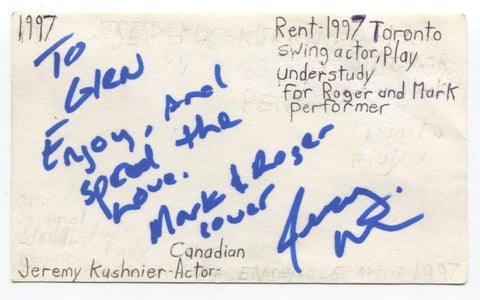 1997
Rent-1997 Toronto
swing actor, play
understudy
for Roger and Mark
performer
To
Glen
Enjoy, And
spread the
Love.
Mark & Roger
cover
Canadian
Jeremy Kushnier-Actor: